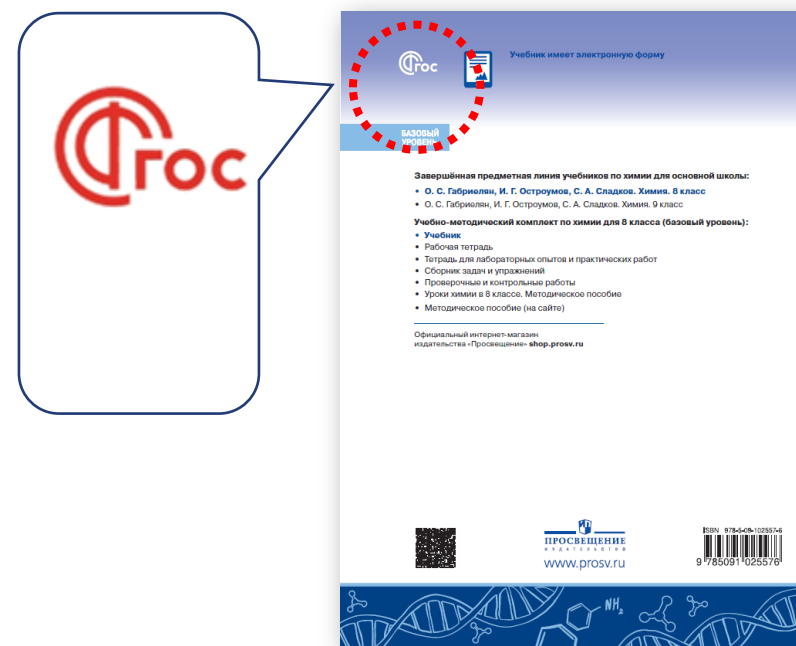 Фгос
Фгос
Учебник имеет электронную форму
БАЗОВЫЙ
УРОВЕНЬ
Завершённая предметная линия учебников по химии для основной школы:
• О. С. Габриелян, И. Г. Остроумов, С. А. Сладков. Химия. 8 класс
• О. С. Габриелян, И. Г. Остроумов, С. А. Сладков. Химия. 9 класс
Учебно-методический комплект по химии для 8 класса (базовый уровень):
• Учебник
• Рабочая тетрадь
• Тетрадь для лабораторных опытов и практических работ
• Сборник задач и упражнений
• Проверочные и контрольные работы
• Уроки химии в 8 классе. Методическое пособие
• Методическое пособие (на сайте)
Официальный интернет-магазин
издательства «Просвещение» shop.prosv.ru
ПРОСВЕЩЕНИЕ
ИЗДАТЕЛЬСТВО
www.prosv.ru
ISBN 978-5-09-102557-6
9 785091 025576
NH₂